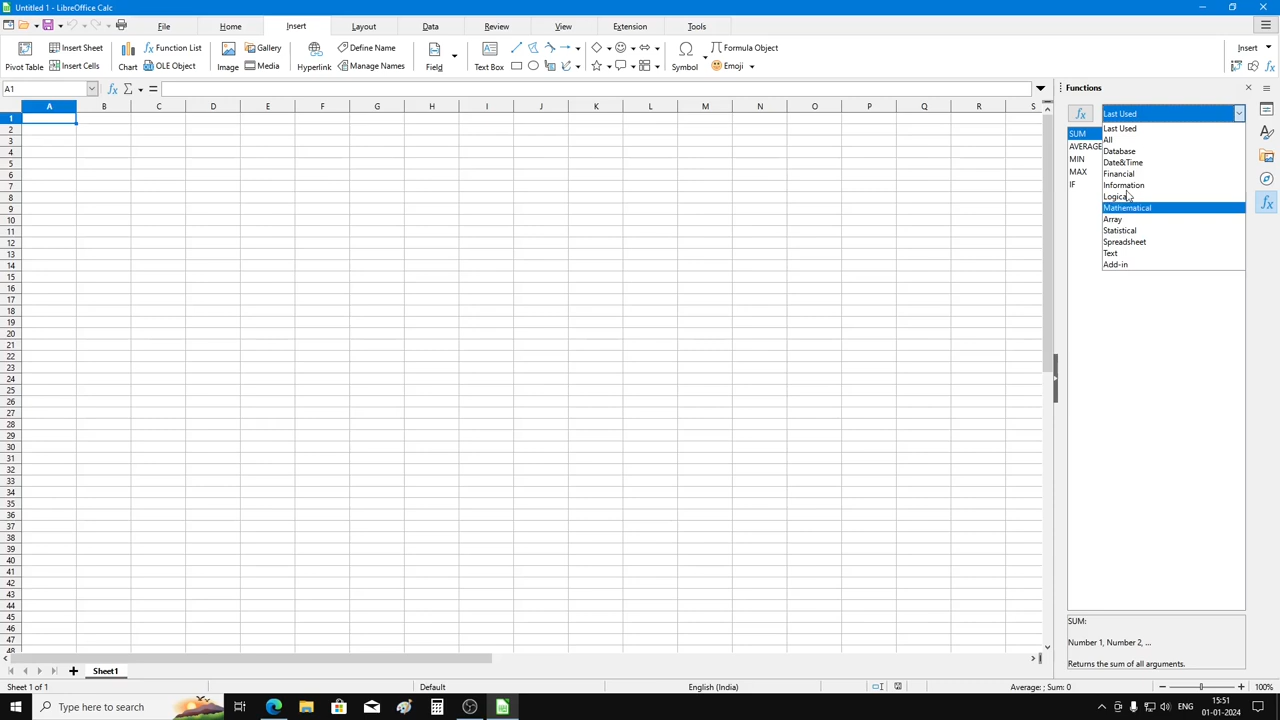 Untitled 1 - LibreOffice Calc
File Home Insert Layout Data Review View Extension Tools
Pivot Table
Insert Sheet
Insert Cells
Chart
Function List
OLE Object
Image
Gallery
Media
Hyperlink
Define Name
Manage Names
Field
Text Box
Symbol
Formula Object
Emoji
Insert
A1
A B C D E F G H I J K L M N O P Q R S
1
2
3
4
5
6
7
8
9
10
11
12
13
14
15
16
17
18
19
20
21
22
23
24
25
26
27
28
29
30
31
32
33
34
35
36
37
38
39
40
41
42
43
44
45
46
47
48
Functions
Last Used
SUM
AVERAGE
MIN
MAX
IF
Last Used
All
Database
Date&Time
Financial
Information
Logical
Mathematical
Array
Statistical
Spreadsheet
Text
Add-in
SUM:
Number 1, Number 2, ...
Returns the sum of all arguments.
Sheet1
Sheet 1 of 1 Default English (India) Average: ; Sum: 0 100%
Type here to search
ENG
15:51
01-01-2024